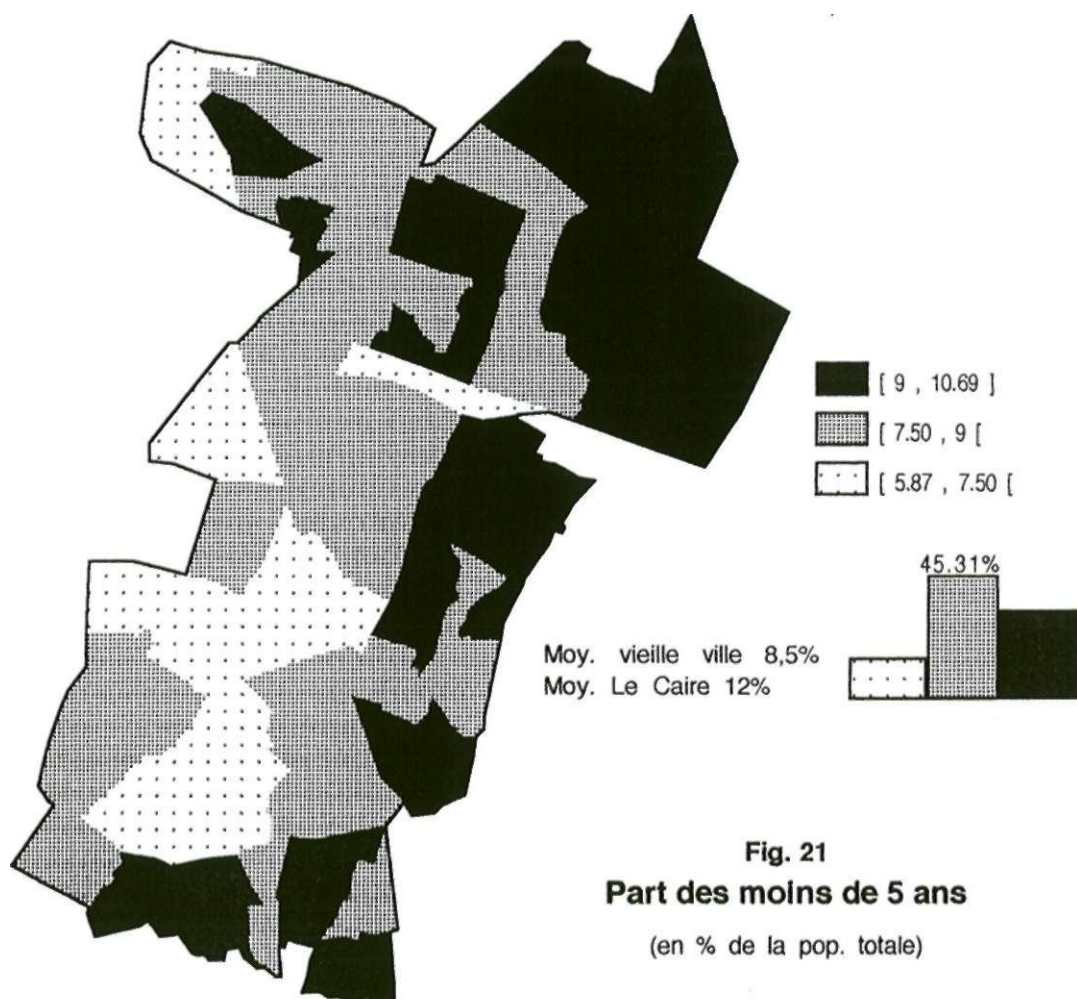 [ 9 , 10.69 ]
[ 7.50 , 9 [
[ 5.87 , 7.50 [
45.31%
Moy. vieille ville 8,5%
Moy. Le Caire 12%
Fig. 21
Part des moins de 5 ans
(en % de la pop. totale)